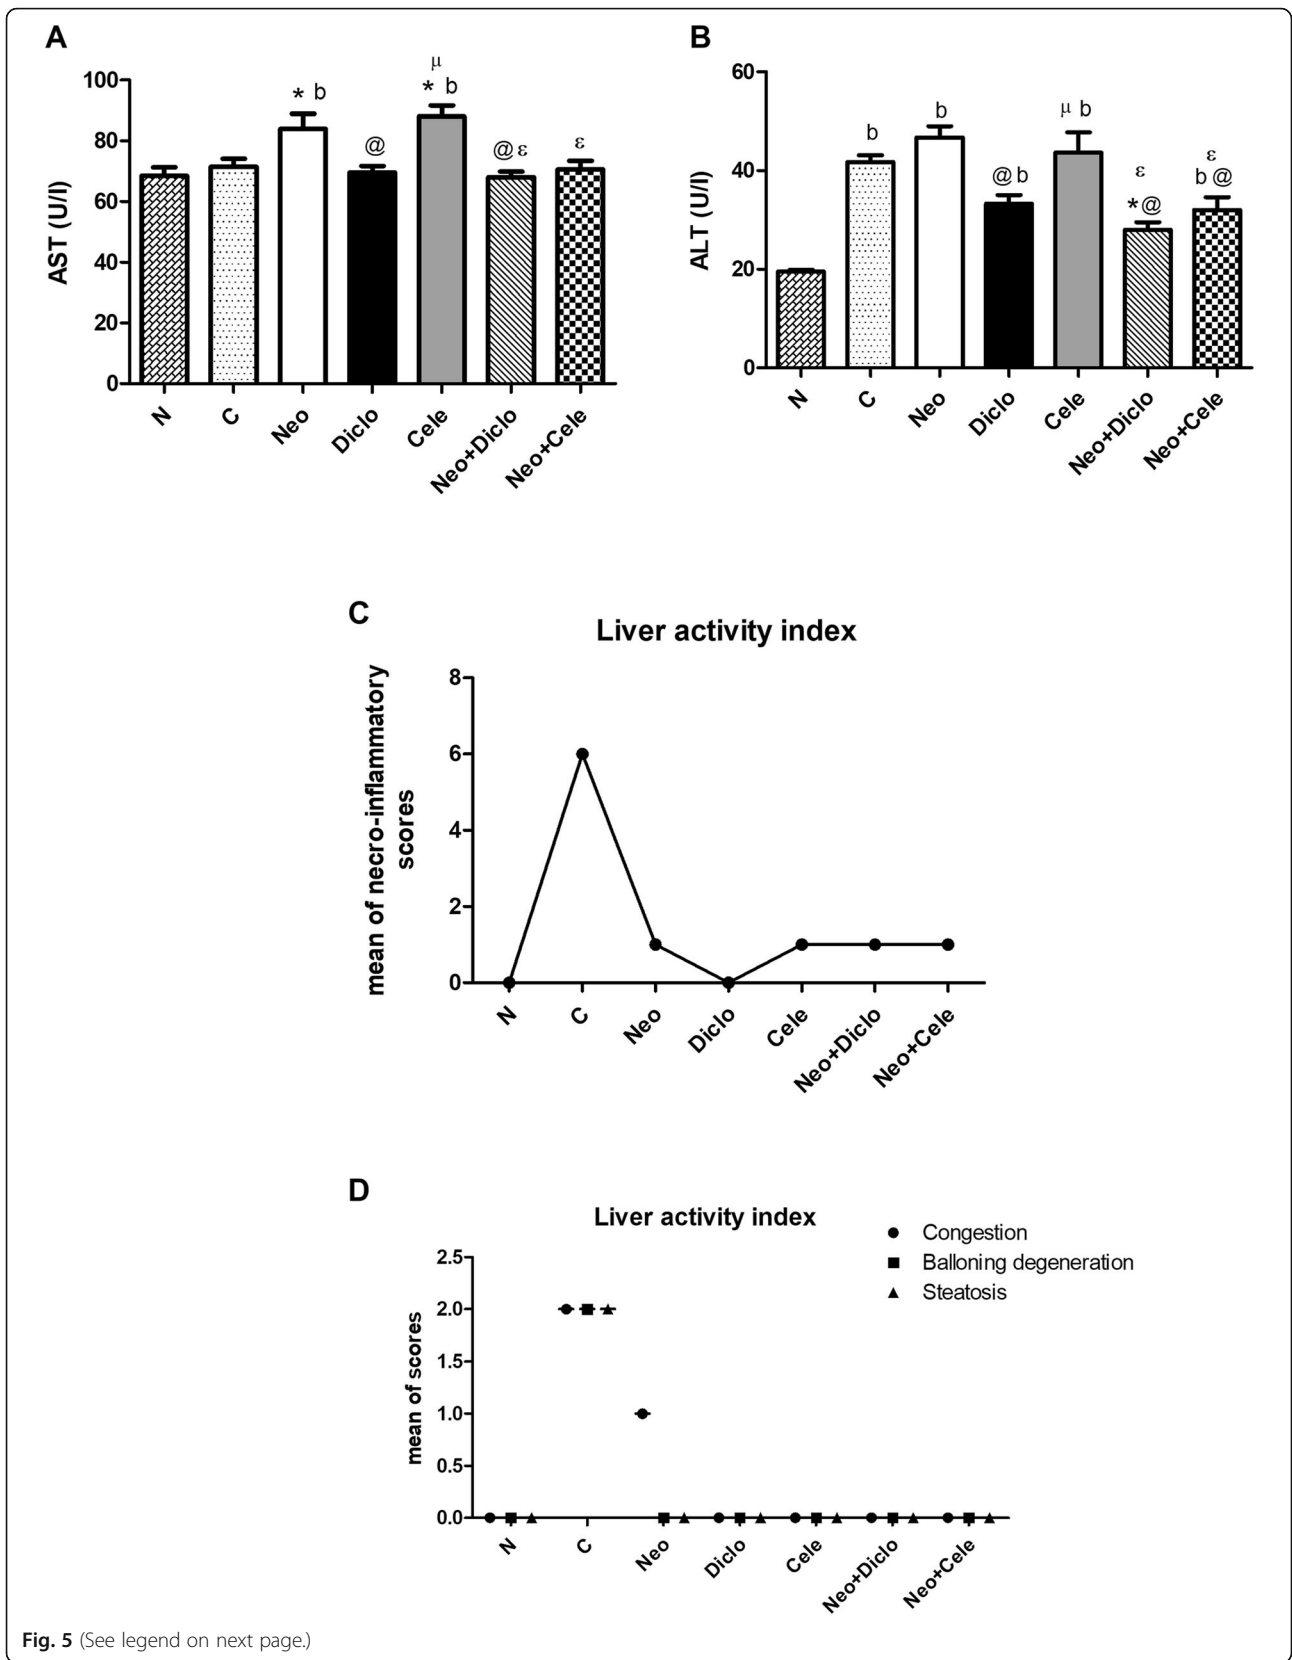 A
AST (U/l)
100
80
60
40
20
0
* b
@
μ
* b
@ ε
ε
N
C
Neo
Diclo
Cele
Neo+Diclo
Neo+Cele
B
ALT (U/l)
60
40
20
0
b
b
@ b
μ b
ε
*@
ε
b @
N
C
Neo
Diclo
Cele
Neo+Diclo
Neo+Cele
C
Liver activity index
mean of necro-inflammatory
scores
8
6
4
2
0
N
C
Neo
Diclo
Cele
Neo+Diclo
Neo+Cele
D
Liver activity index
Congestion
Balloning degeneration
Steatosis
mean of scores
2.5
2.0
1.5
1.0
0.5
0.0
N
C
Neo
Diclo
Cele
Neo+Diclo
Neo+Cele
Fig. 5 (See legend on next page.)